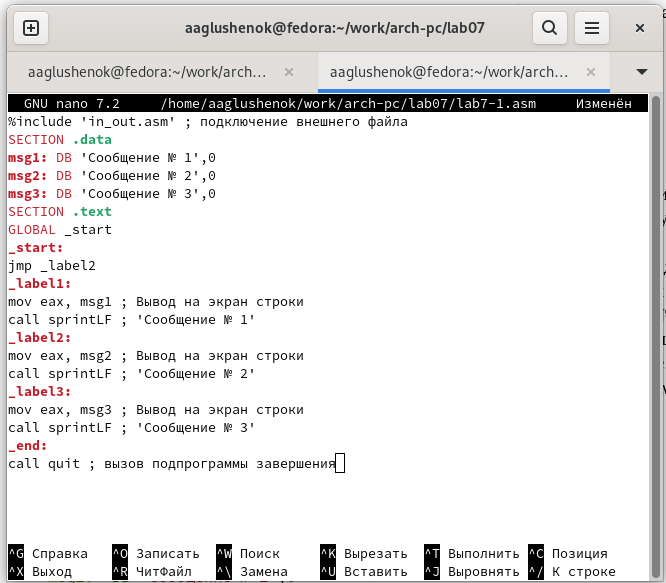 aaglushenok@fedora:~/work/arch-pc/lab07
aaglushenok@fedora:~/work/arch... × aaglushenok@fedora:~/work/arch... ×
GNU nano 7.2 /home/aaglushenok/work/arch-pc/lab07/lab7-1.asm Изменён
%include 'in_out.asm' ; подключение внешнего файла
SECTION .data
msg1: DB 'Сообщение № 1',0
msg2: DB 'Сообщение № 2',0
msg3: DB 'Сообщение № 3',0
SECTION .text
GLOBAL _start
_start:
jmp _label2
_label1:
mov eax, msg1 ; Вывод на экран строки
call sprintLF ; 'Сообщение № 1'
_label2:
mov eax, msg2 ; Вывод на экран строки
call sprintLF ; 'Сообщение № 2'
_label3:
mov eax, msg3 ; Вывод на экран строки
call sprintLF ; 'Сообщение № 3'
_end:
call quit ; вызов подпрограммы завершения
^G Справка ^O Записать ^W Поиск ^K Вырезать ^T Выполнить ^C Позиция
^X Выход ^R ЧитФайл ^\ Замена ^U Вставить ^J Выровнять ^/ К строке